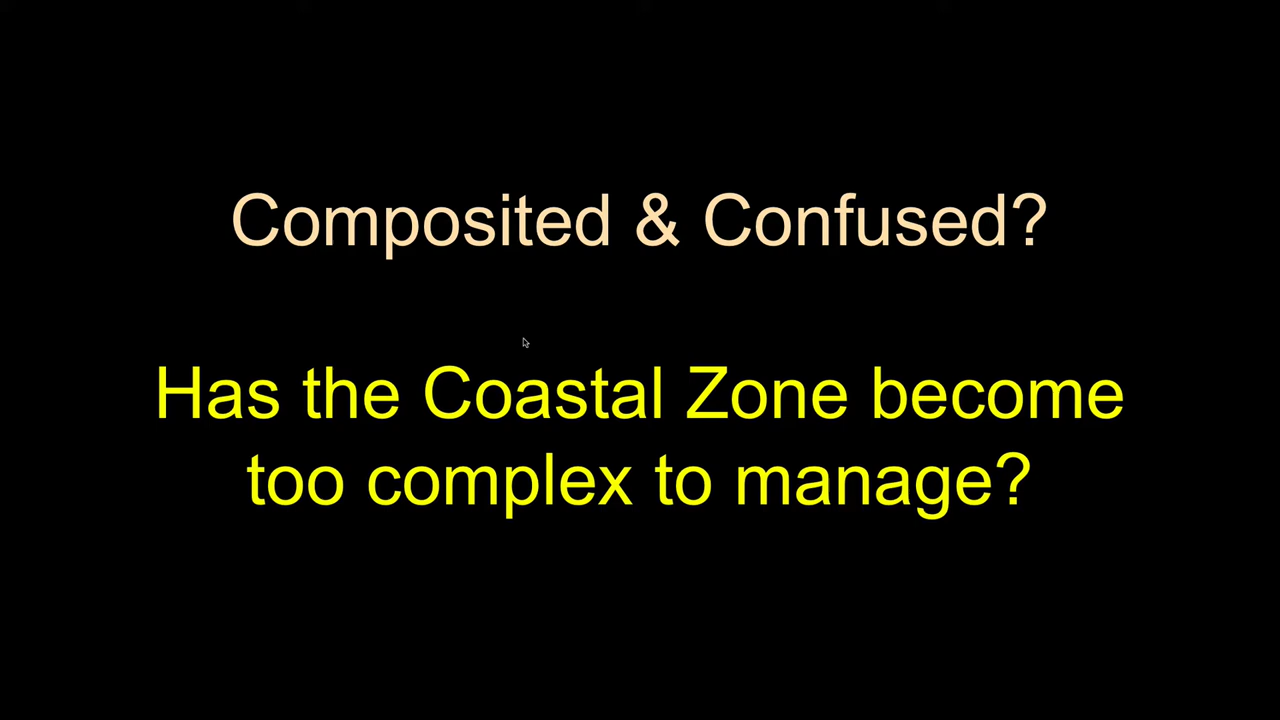 Composited & Confused?
Has the Coastal Zone become
too complex to manage?